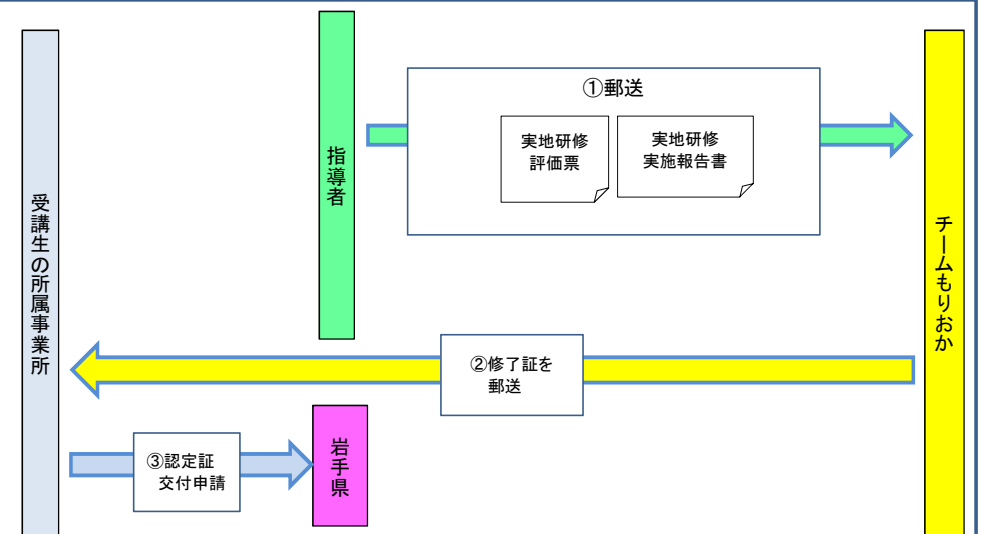 受講生の所属事業所
指導者
①郵送
実地研修
評価票
実地研修
実施報告書
チームもりおか
②修了証を
郵送
③認定証
交付申請
岩手県